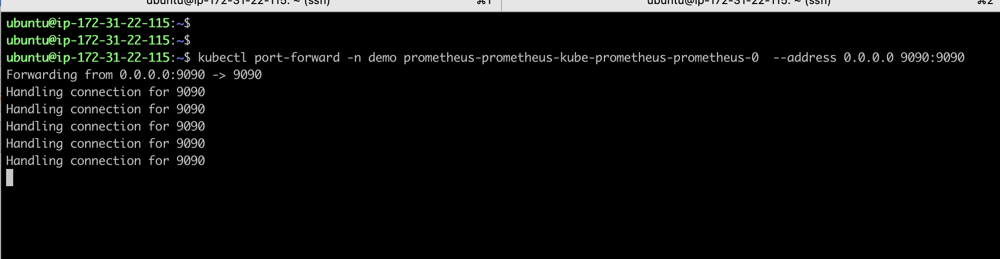 ubuntu@ip-172-31-22-115: ~ (ssh) ⌘1 ubuntu@ip-172-31-22-115: ~ (ssh) ⌘2
ubuntu@ip-172-31-22-115:~$
ubuntu@ip-172-31-22-115:~$
ubuntu@ip-172-31-22-115:~$ kubectl port-forward -n demo prometheus-prometheus-kube-prometheus-prometheus-0  --address 0.0.0.0 9090:9090
Forwarding from 0.0.0.0:9090 -> 9090
Handling connection for 9090
Handling connection for 9090
Handling connection for 9090
Handling connection for 9090
Handling connection for 9090